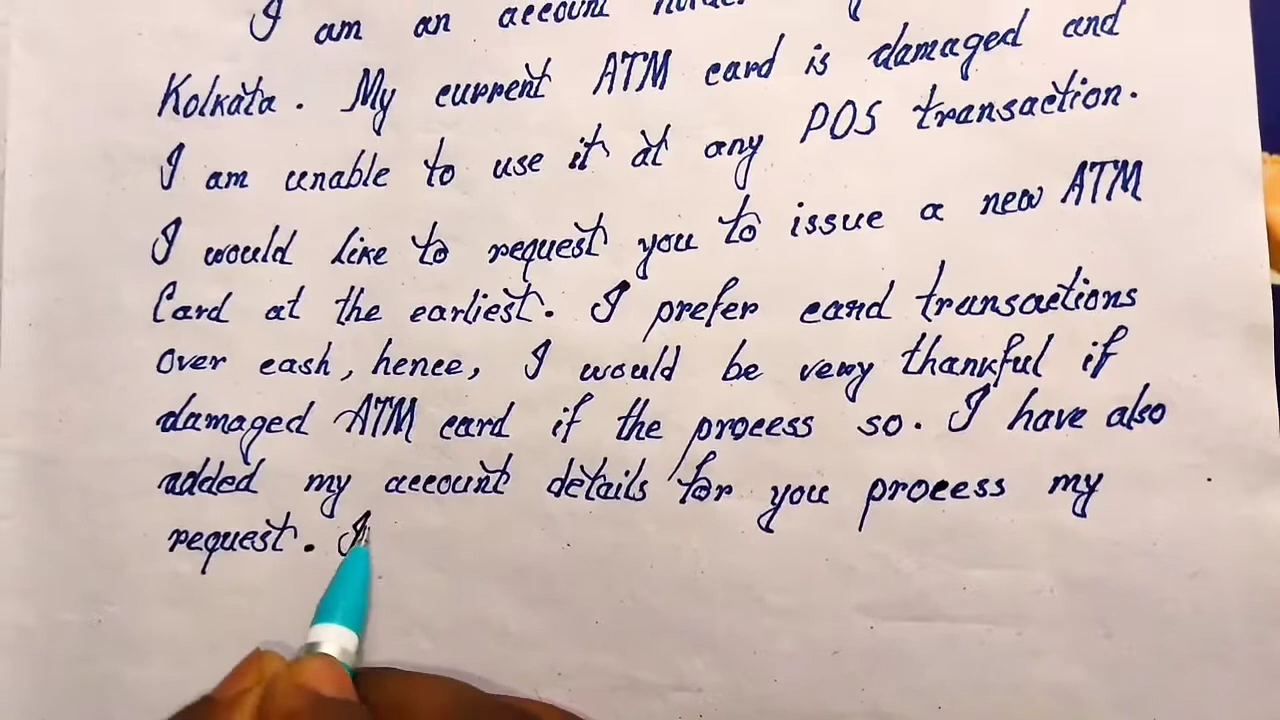 I am an account holder
Kolkata. My current ATM card is damaged and
I am unable to use it at any POS transaction.
I would like to request you to issue a new ATM
Card at the earliest. I prefer card transactions
over cash, hence, I would be very thankful if
damaged ATM card if the process so. I have also
added my account details for you process my
request. I